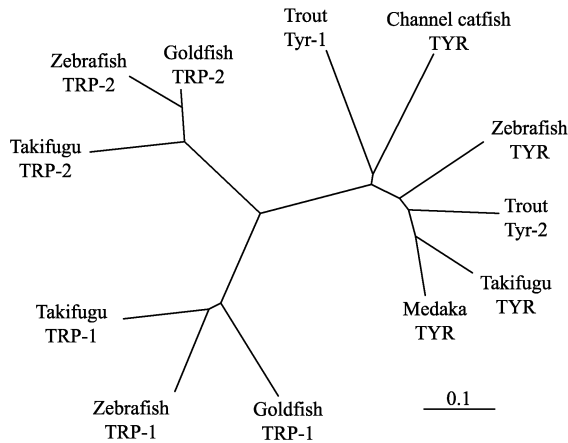 Trout
Tyr-1
Channel catfish
TYR
Zebrafish
TRP-2
Goldfish
TRP-2
Takifugu
TRP-2
Zebrafish
TYR
Trout
Tyr-2
Takifugu
TYR
Medaka
TYR
Takifugu
TRP-1
Zebrafish
TRP-1
Goldfish
TRP-1
0.1